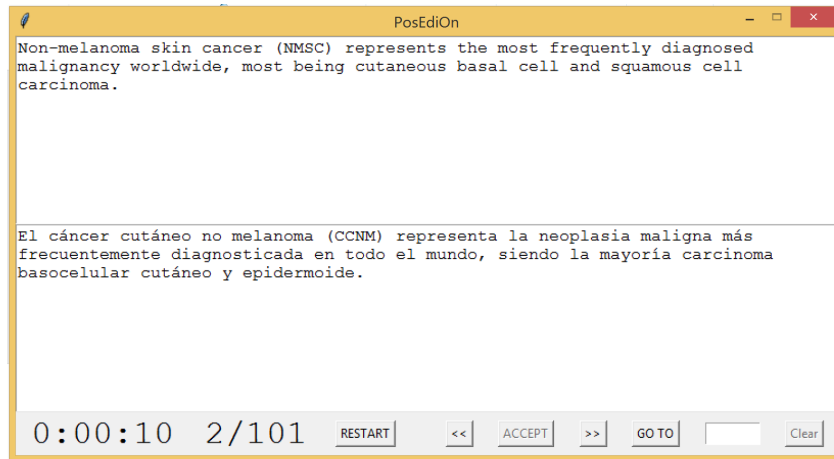 PosEdiOn
Non-melanoma skin cancer (NMSC) represents the most frequently diagnosed
malignancy worldwide, most being cutaneous basal cell and squamous cell
carcinoma.
El cáncer cutáneo no melanoma (CCNM) representa la neoplasia maligna más
frecuentemente diagnosticada en todo el mundo, siendo la mayoría carcinoma
basocelular cutáneo y epidermoide.
0:00:10 2/101 RESTART << ACCEPT >> GO TO Clear